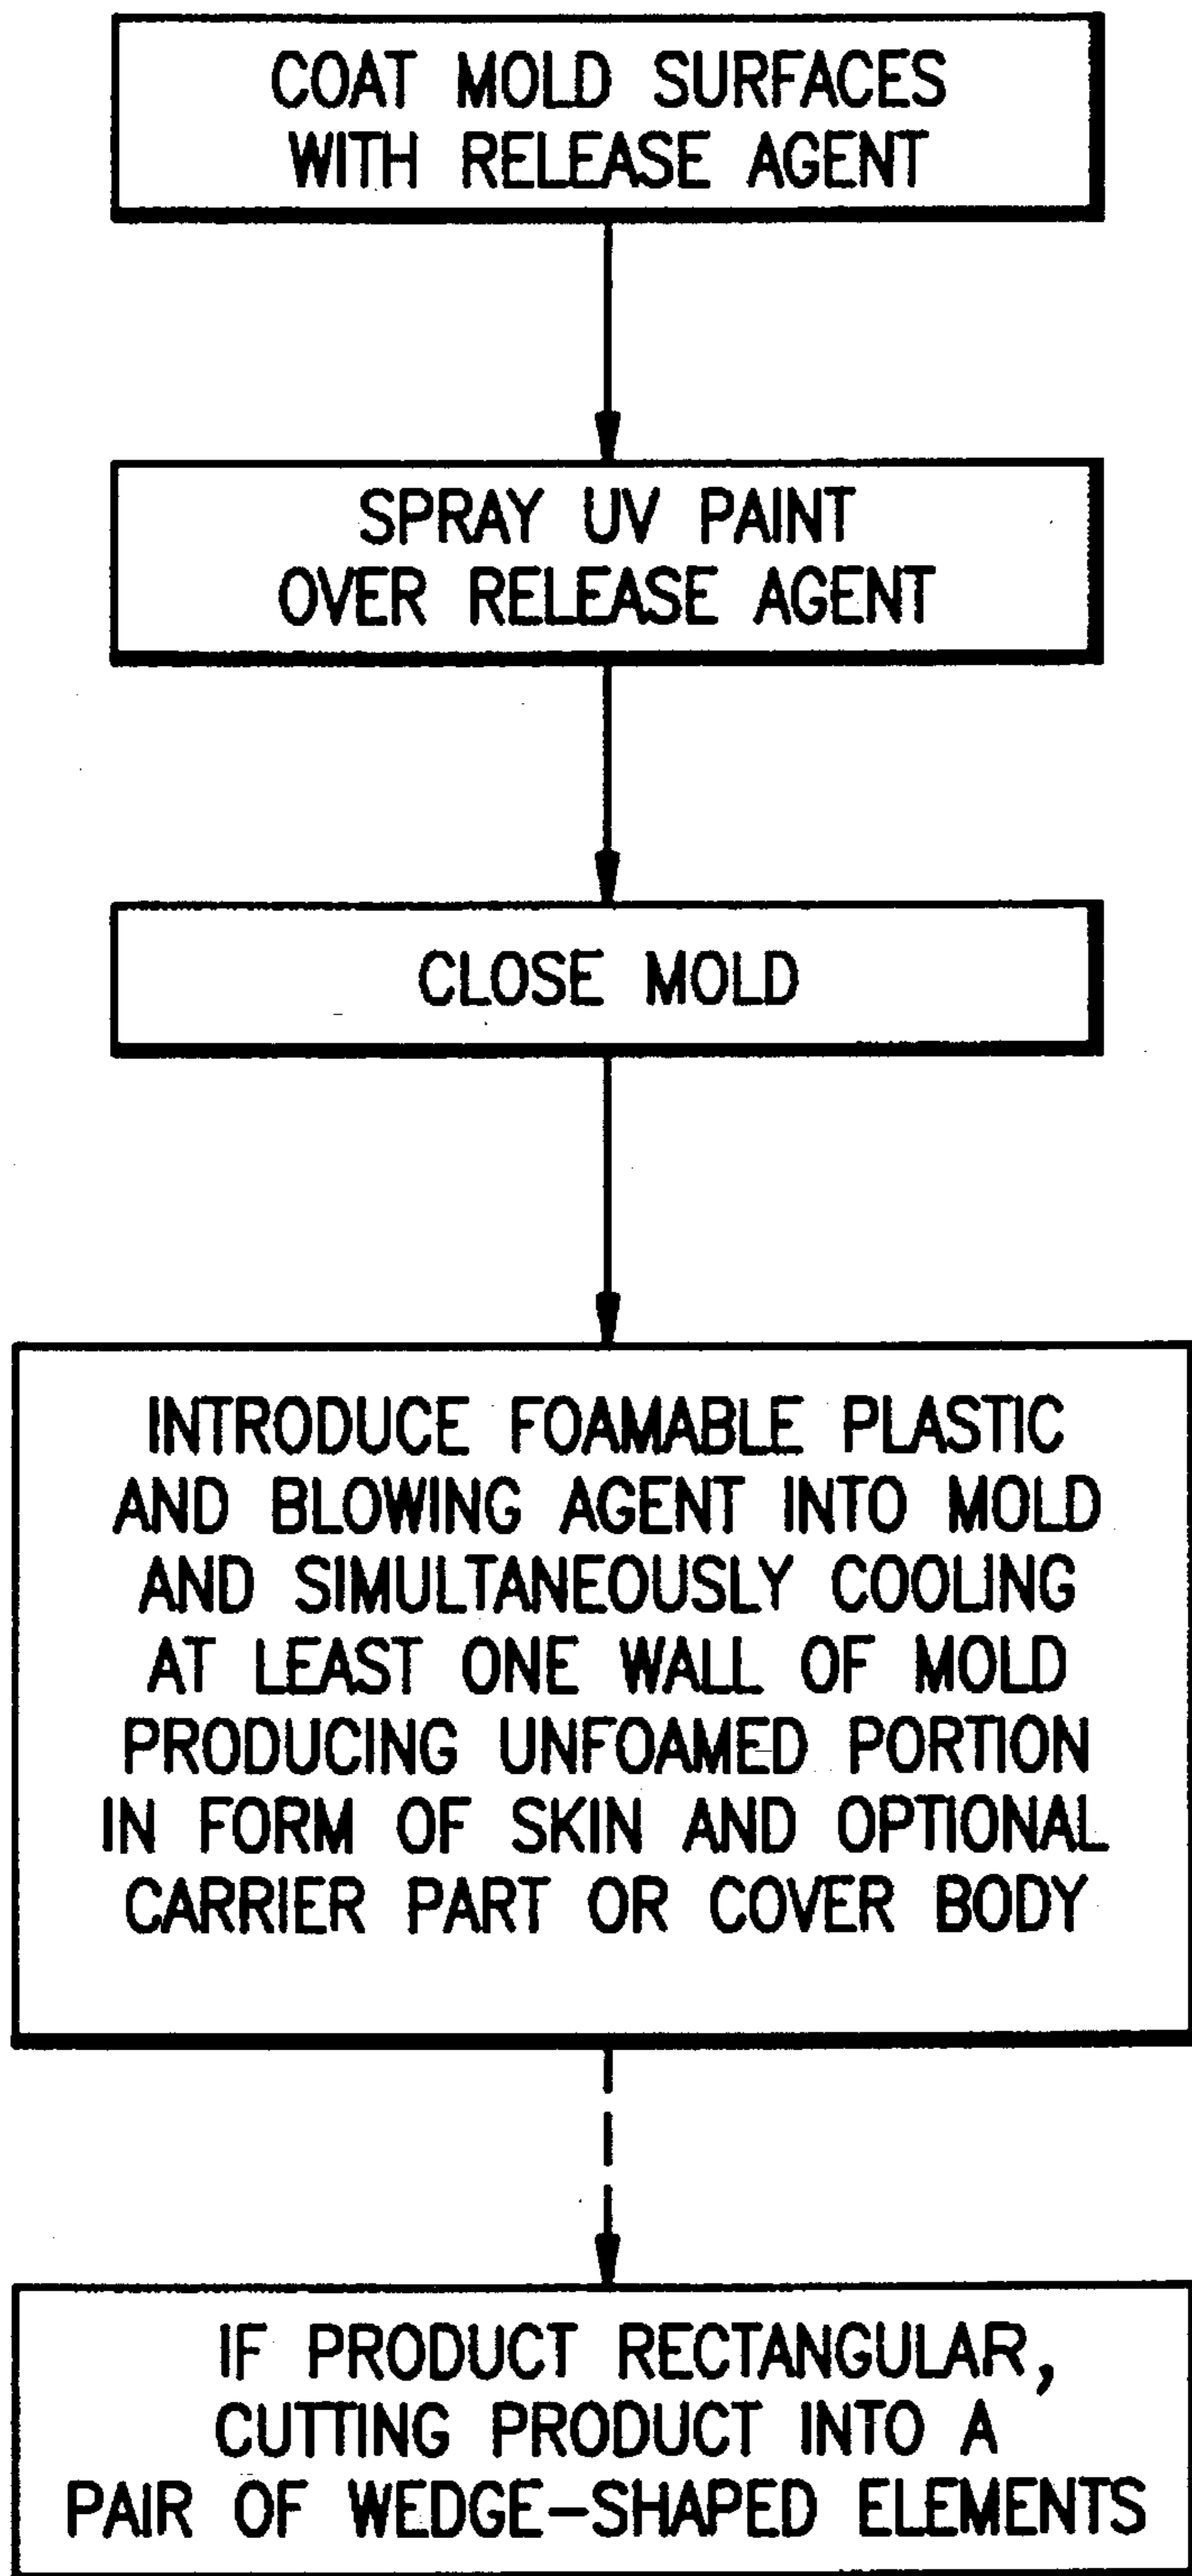 COAT MOLD SURFACES
WITH RELEASE AGENT
SPRAY UV PAINT
OVER RELEASE AGENT
CLOSE MOLD
INTRODUCE FOAMABLE PLASTIC
AND BLOWING AGENT INTO MOLD
AND SIMULTANEOUSLY COOLING
AT LEAST ONE WALL OF MOLD
PRODUCING UNFOAMED PORTION
IN FORM OF SKIN AND OPTIONAL
CARRIER PART OR COVER BODY
IF PRODUCT RECTANGULAR,
CUTTING PRODUCT INTO A
PAIR OF WEDGE-SHAPED ELEMENTS